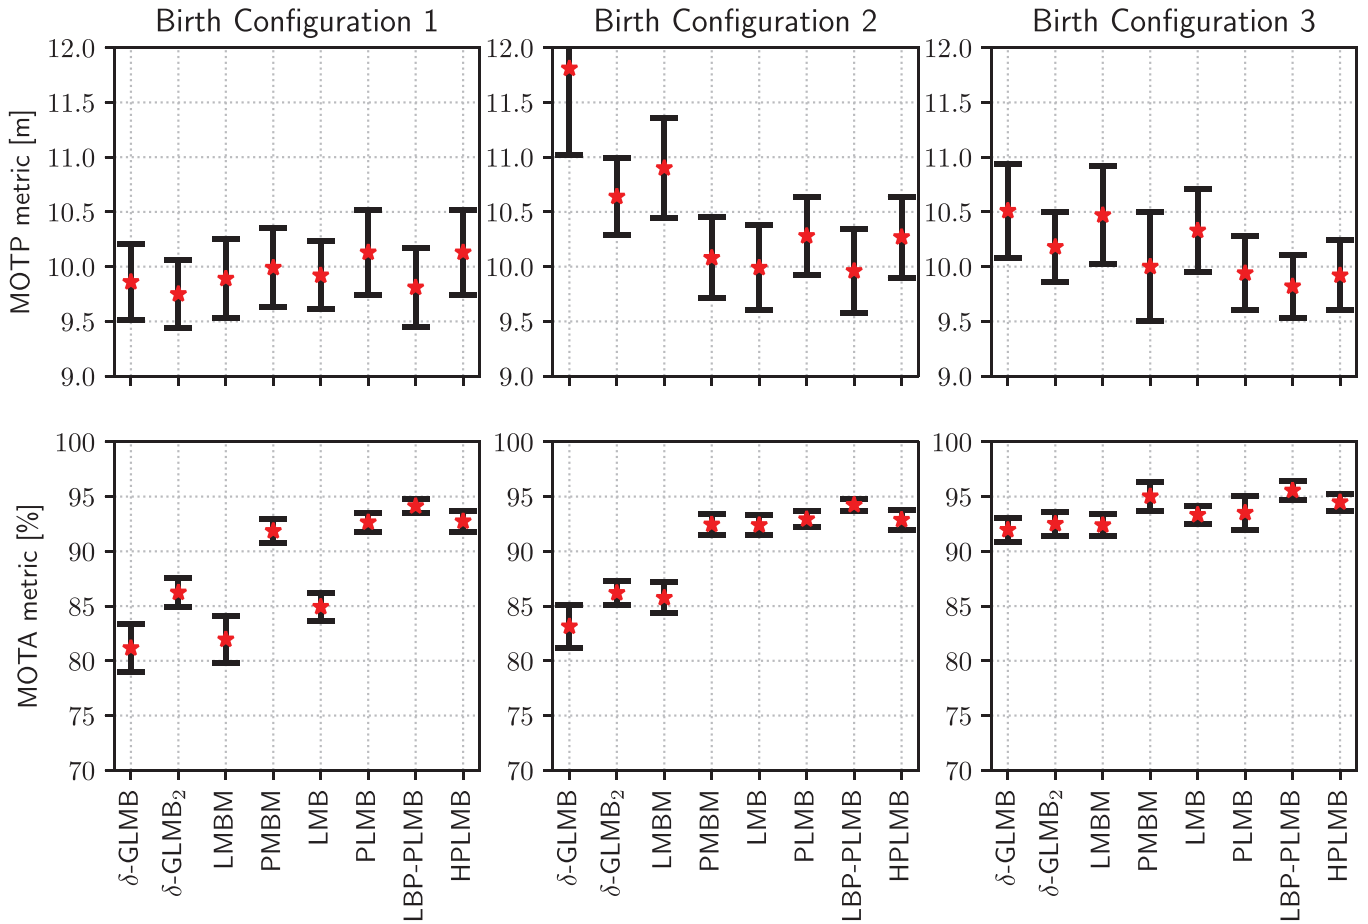 Birth Configuration 1
Birth Configuration 2
Birth Configuration 3
MOTP metric [m]
12.0
11.5
11.0
10.5
10.0
9.5
9.0
12.0
11.5
11.0
10.5
10.0
9.5
9.0
12.0
11.5
11.0
10.5
10.0
9.5
9.0
MOTA metric [%]
100
95
90
85
80
75
70
100
95
90
85
80
75
70
100
95
90
85
80
75
70
δ-GLMB
δ-GLMB₂
LMBM
PMBM
LMB
PLMB
LBP-PLMB
HPLMB
δ-GLMB
δ-GLMB₂
LMBM
PMBM
LMB
PLMB
LBP-PLMB
HPLMB
δ-GLMB
δ-GLMB₂
LMBM
PMBM
LMB
PLMB
LBP-PLMB
HPLMB